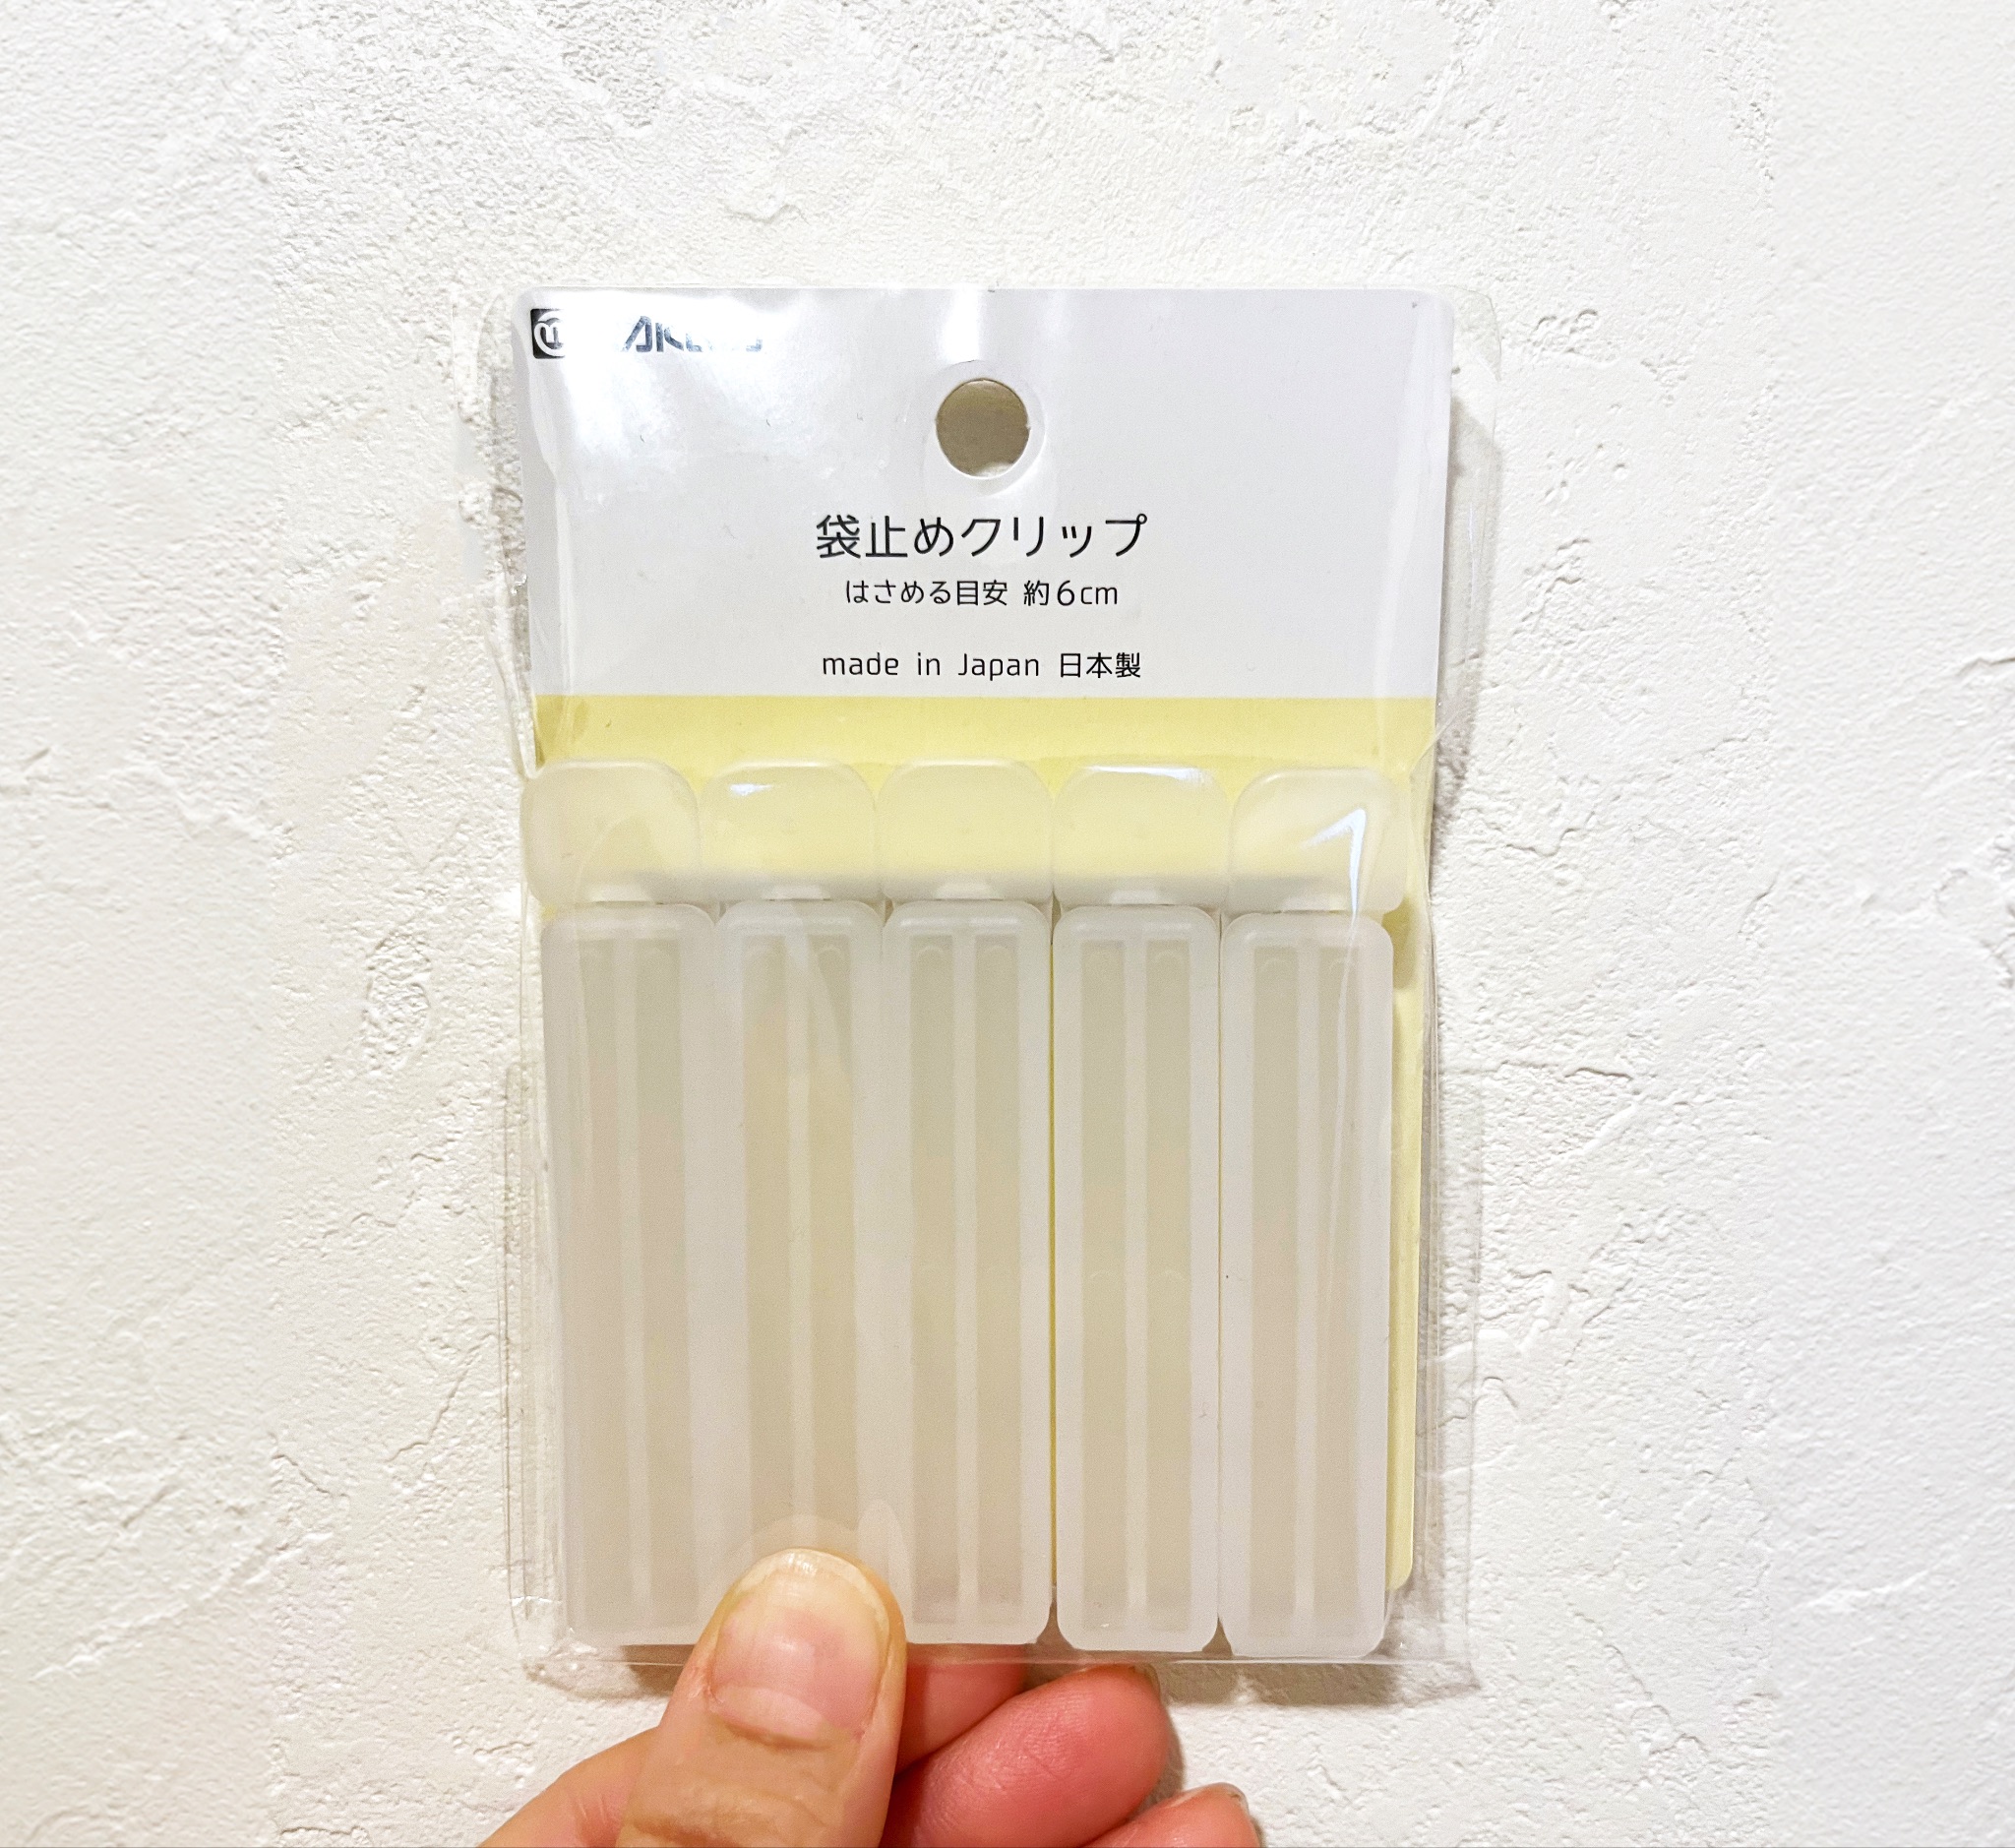 袋止めクリップ
はさめる目安 約6cm
made in Japan 日本製